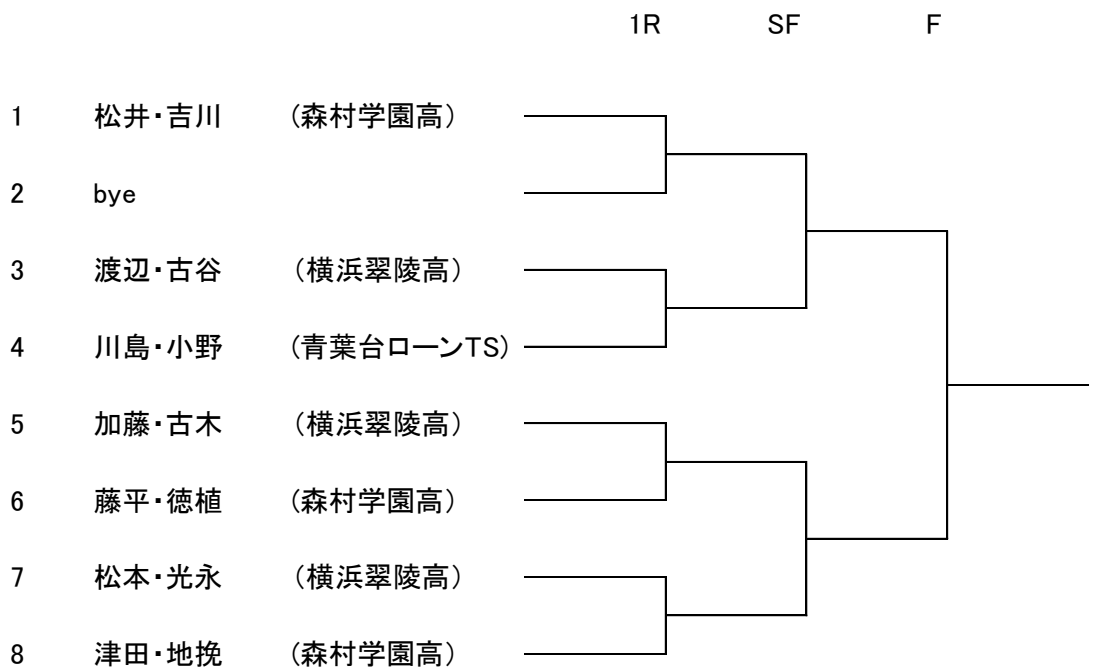 1R SF F
1 松井・吉川 (森村学園高)
2 bye
3 渡辺・古谷 (横浜翠陵高)
4 川島・小野 (青葉台ローンTS)
5 加藤・古木 (横浜翠陵高)
6 藤平・徳植 (森村学園高)
7 松本・光永 (横浜翠陵高)
8 津田・地挽 (森村学園高)